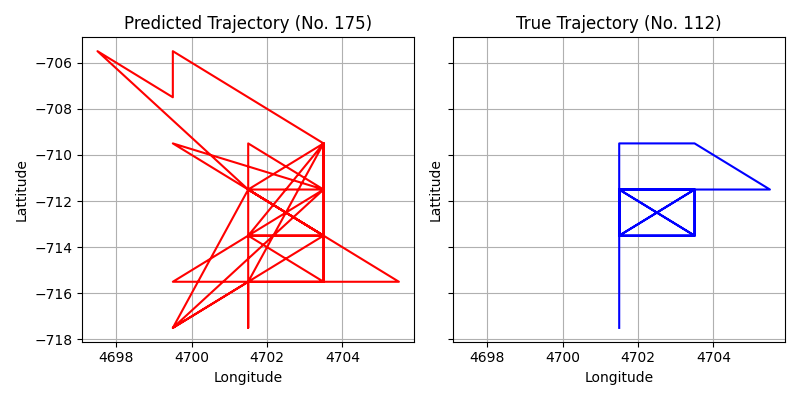 Predicted Trajectory (No. 175)
True Trajectory (No. 112)
Lattitude
−706
−708
−710
−712
−714
−716
−718
4698
4700
4702
4704
Longitude
Lattitude
4698
4700
4702
4704
Longitude